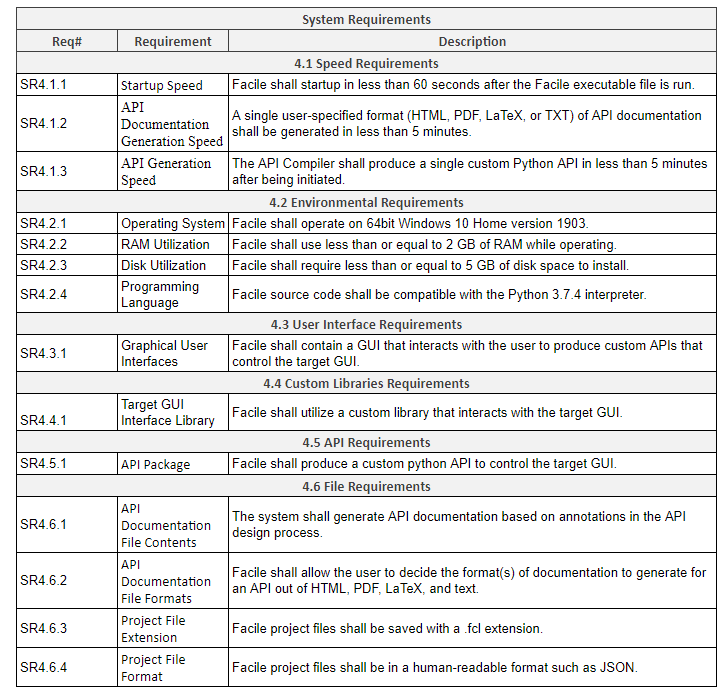 System Requirements
Req# Requirement Description
4.1 Speed Requirements
SR4.1.1 Startup Speed Facile shall startup in less than 60 seconds after the Facile executable file is run.
SR4.1.2 API Documentation Generation Speed A single user-specified format (HTML, PDF, LaTeX, or TXT) of API documentation
shall be generated in less than 5 minutes.
SR4.1.3 API Generation Speed The API Compiler shall produce a single custom Python API in less than 5 minutes
after being initiated.
4.2 Environmental Requirements
SR4.2.1 Operating System Facile shall operate on 64bit Windows 10 Home version 1903.
SR4.2.2 RAM Utilization Facile shall use less than or equal to 2 GB of RAM while operating.
SR4.2.3 Disk Utilization Facile shall require less than or equal to 5 GB of disk space to install.
SR4.2.4 Programming Language Facile source code shall be compatible with the Python 3.7.4 interpreter.
4.3 User Interface Requirements
SR4.3.1 Graphical User Interfaces Facile shall contain a GUI that interacts with the user to produce custom APIs that
control the target GUI.
4.4 Custom Libraries Requirements
SR4.4.1 Target GUI Interface Library Facile shall utilize a custom library that interacts with the target GUI.
4.5 API Requirements
SR4.5.1 API Package Facile shall produce a custom python API to control the target GUI.
4.6 File Requirements
SR4.6.1 API Documentation File Contents The system shall generate API documentation based on annotations in the API
design process.
SR4.6.2 API Documentation File Formats Facile shall allow the user to decide the format(s) of documentation to generate for
an API out of HTML, PDF, LaTeX, and text.
SR4.6.3 Project File Extension Facile project files shall be saved with a .fcl extension.
SR4.6.4 Project File Format Facile project files shall be in a human-readable format such as JSON.